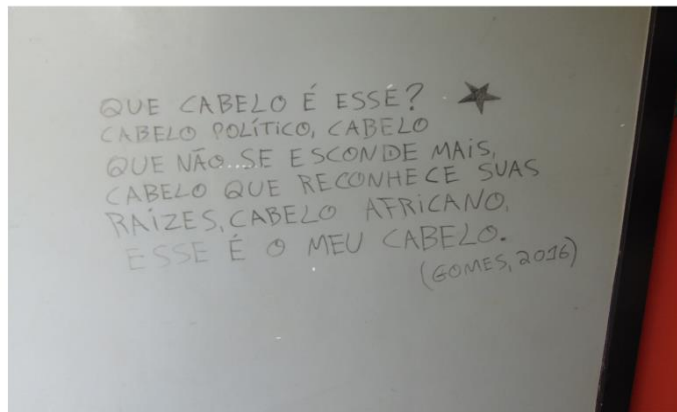 QUE CABELO É ESSE?
CABELO POLÍTICO, CABELO
QUE NÃO SE ESCONDE MAIS,
CABELO QUE RECONHECE SUAS
RAÍZES, CABELO AFRICANO.
ESSE É O MEU CABELO.
(GOMES, 2016)